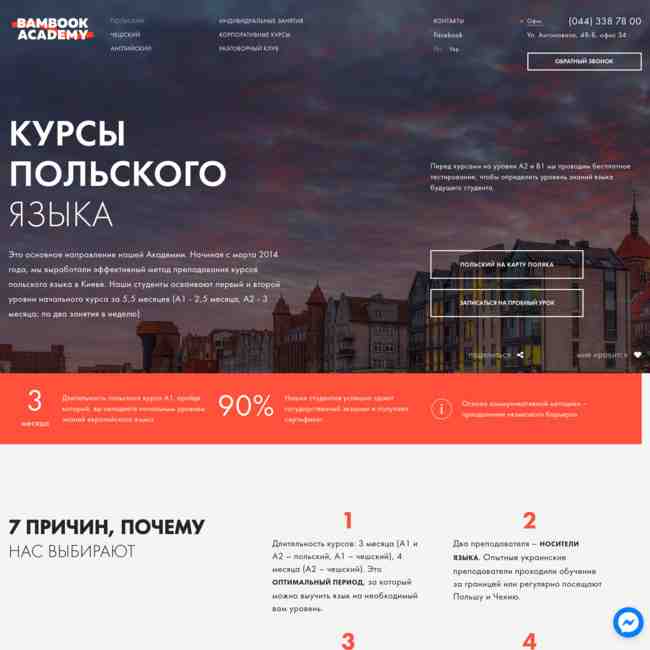 BAMBOOK
ACADEMY
ПОЛЬСКИЙ
ЧЕШСКИЙ
АНГЛИЙСКИЙ
ИНДИВИДУАЛЬНЫЕ ЗАНЯТИЯ
КОРПОРАТИВНЫЕ КУРСЫ
РАЗГОВОРНЫЙ КЛУБ
КОНТАКТЫ
Facebook
Рус Укр
Офис (044) 338 78 00
Ул. Антоновича, 48-Б, офис 34
ОБРАТНЫЙ ЗВОНОК
КУРСЫ
ПОЛЬСКОГО
ЯЗЫКА
Это основное направление нашей Академии. Начиная с марта 2014
года, мы выработали эффективный метод преподавания курсов
польского языка в Киеве. Наши студенты осваивают первый и второй
уровни начального курса за 5,5 месяцев (А1 - 2,5 месяца, А2 - 3
месяца; по два занятия в неделю)
Перед курсами на уровни А2 и В1 мы проводим бесплатное
тестирование, чтобы определить уровень знаний языка
будущего студента.
ПОЛЬСКИЙ НА КАРТУ ПОЛЯКА
ЗАПИСАТЬСЯ НА ПРОБНЫЙ УРОК
поделиться
мне нравится
3
месяца
Длительность польского курса А1, пройдя
который, вы овладеете начальным уровнем
знаний европейского языка
90%
Наших студентов успешно сдают
государственный экзамен и получают
сертификат
Основа коммуникативной методики –
преодоление языкового барьера
7 ПРИЧИН, ПОЧЕМУ
НАС ВЫБИРАЮТ
1
Длительность курсов: 3 месяца (А1 и
А2 – польский, А1 – чешский), 4
месяца (А2 – чешский). Это
ОПТИМАЛЬНЫЙ ПЕРИОД, за который
можно выучить язык на необходимый
вам уровень.
2
Два преподавателя – НОСИТЕЛИ
ЯЗЫКА. Опытные украинские
преподаватели проходили обучение
за границей или регулярно посещают
Польшу и Чехию.
3
4